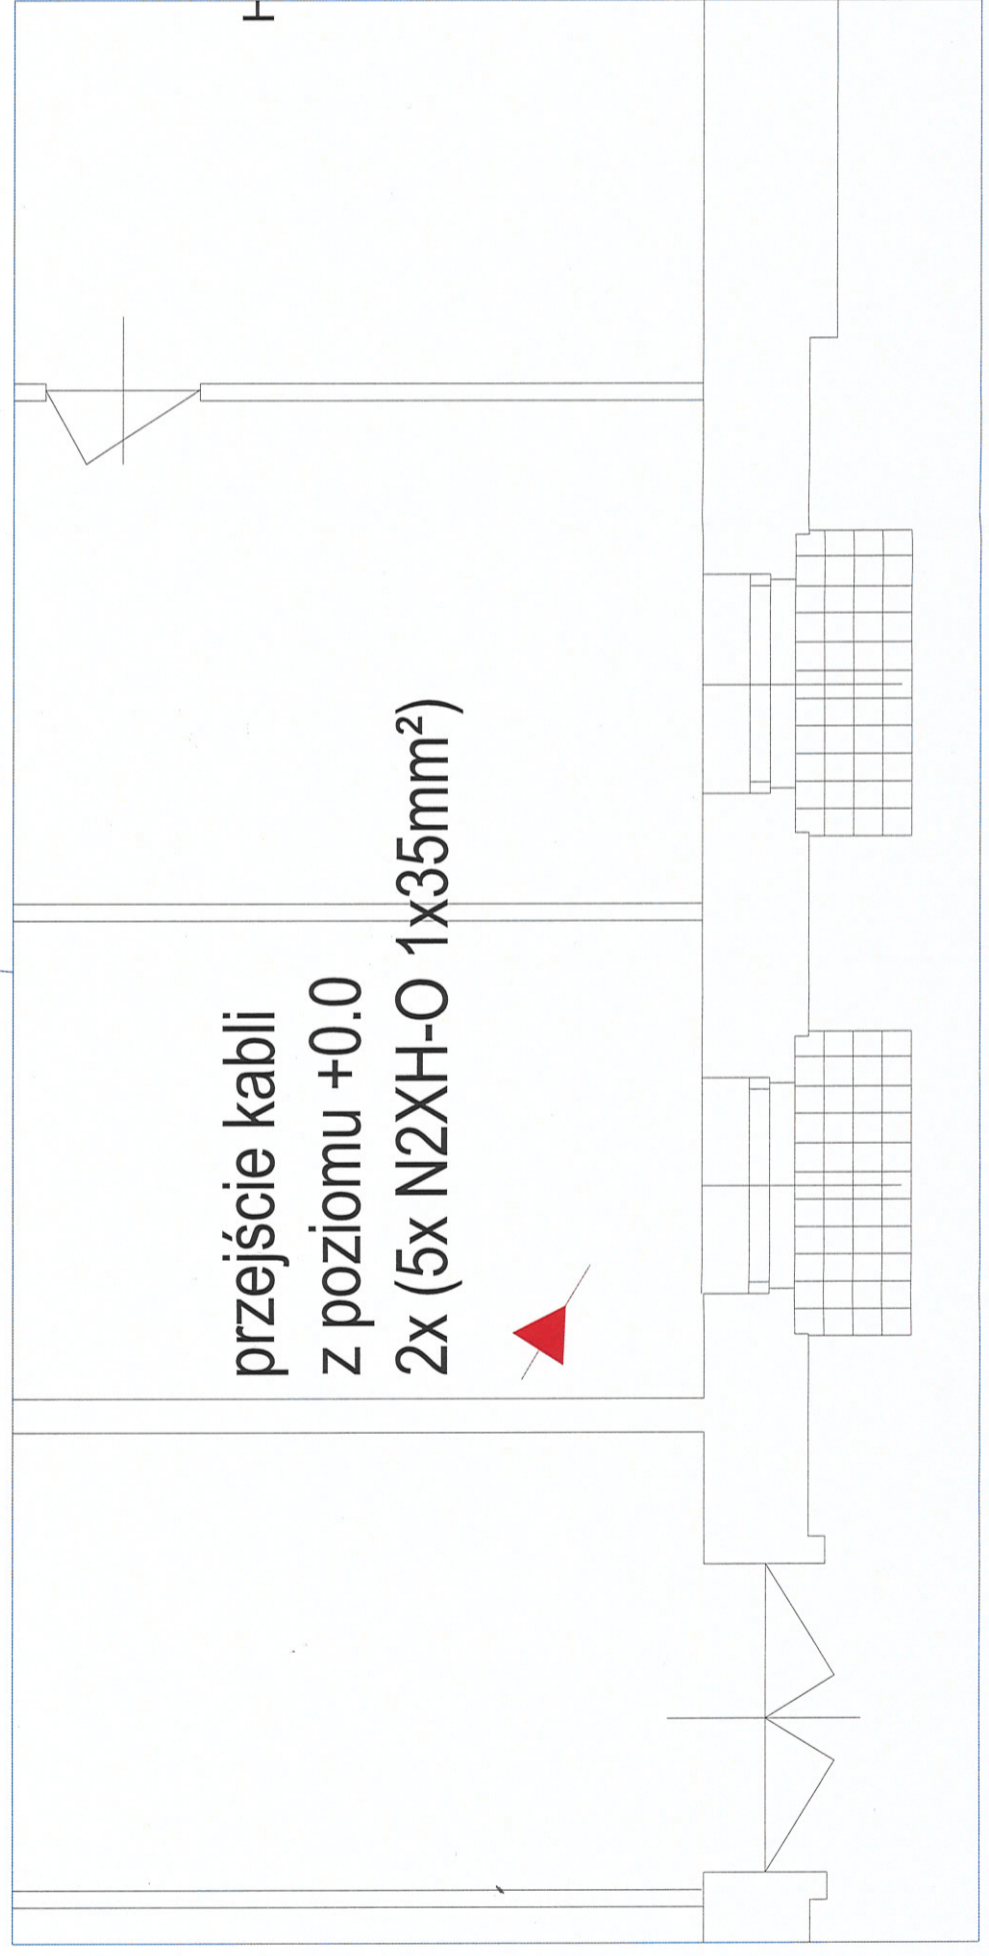 przejście kabli
z poziomu +0.0
2x (5x N2XH-O 1x35mm²)